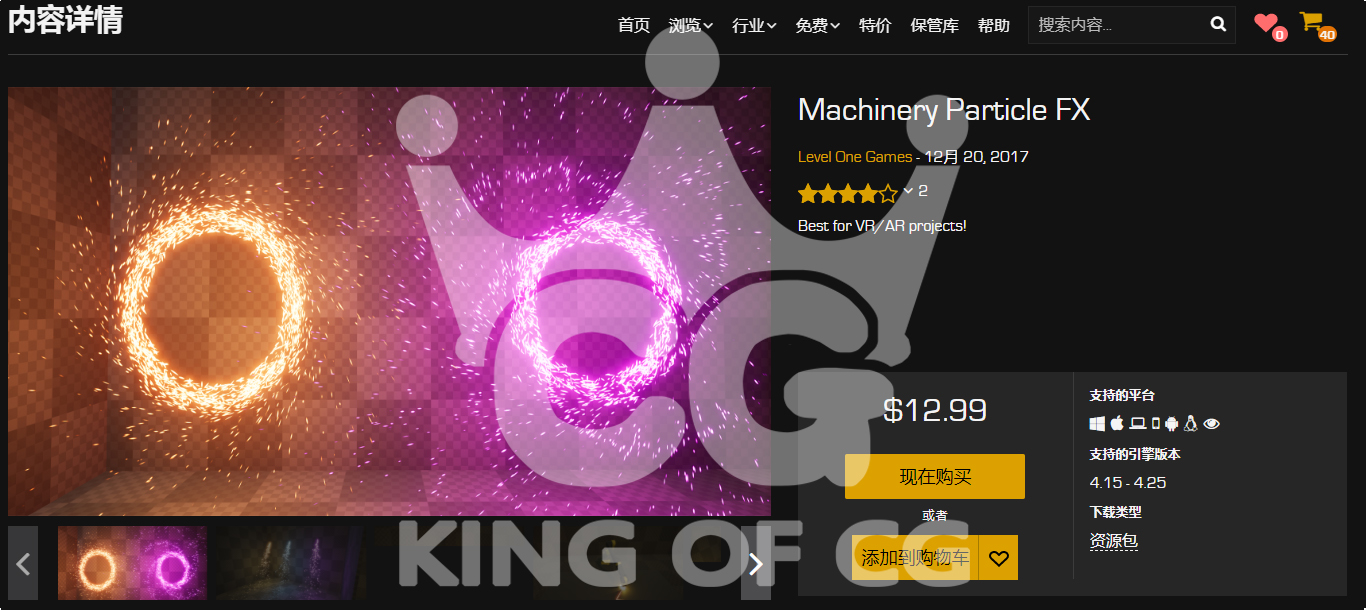 内容详情
首页 浏览 行业 免费 特价 保管库 帮助 搜索内容... 0 40
Machinery Particle FX
Level One Games - 12月 20, 2017
2
Best for VR/AR projects!
$12.99
现在购买
或者
添加到购物车
支持的平台
支持的引擎版本
4.15 - 4.25
下载类型
资源包
CG
KING OF CG